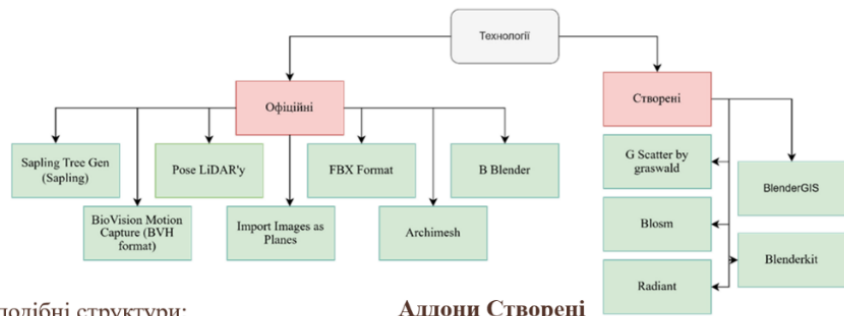 Технології
Офіційні
Створені
Sapling Tree Gen
(Sapling)
Pose LiDAR'y
FBX Format
B Blender
BioVision Motion
Capture (BVH
format)
Import Images as
Planes
Archimesh
G Scatter by
graswald
BlenderGIS
Blosm
Blenderkit
Radiant
подібні структури:
Аддони Створені